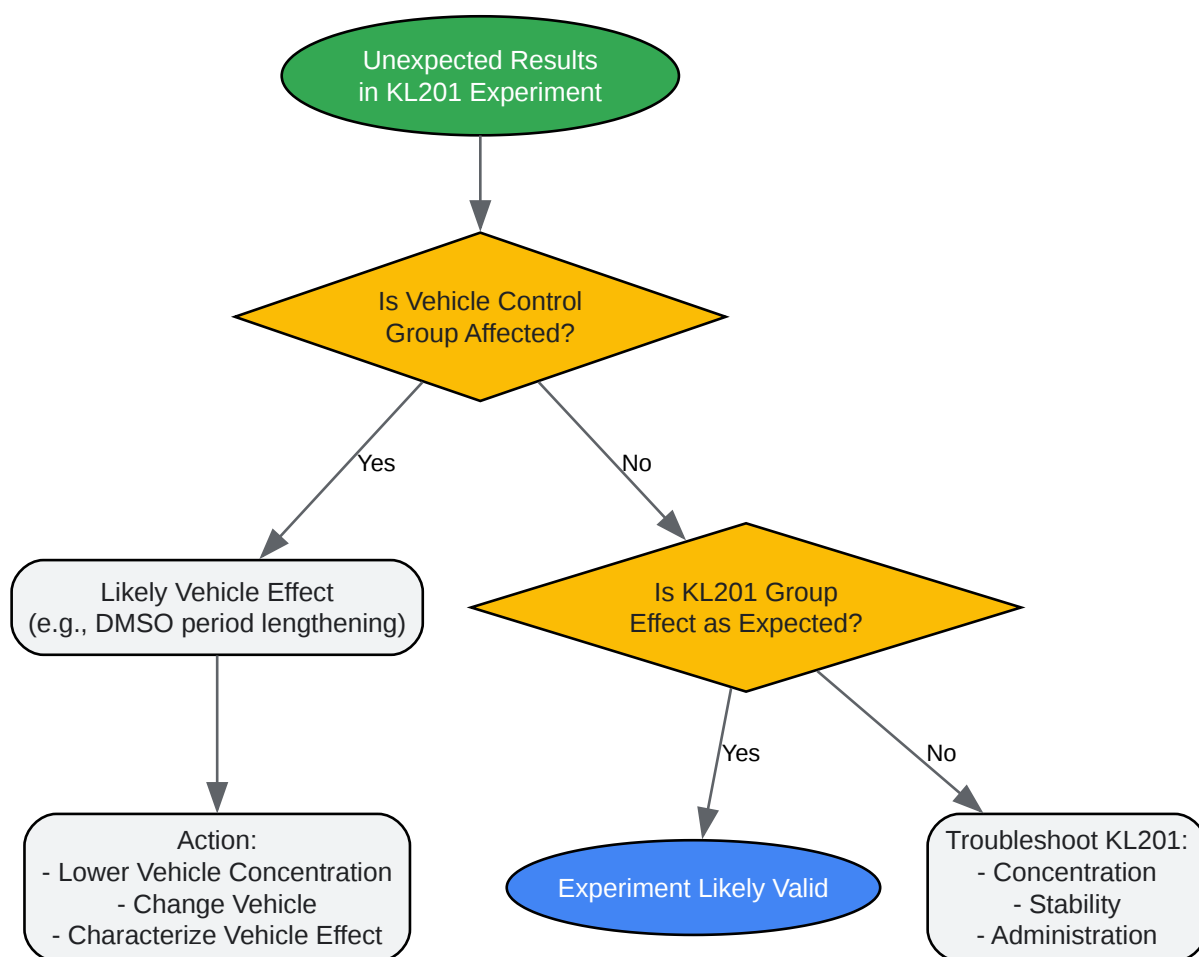 Unexpected Results
in KL201 Experiment
Is Vehicle Control
Group Affected?
Yes
No
Likely Vehicle Effect
(e.g., DMSO period lengthening)
Is KL201 Group
Effect as Expected?
Yes
No
Action:
- Lower Vehicle Concentration
- Change Vehicle
- Characterize Vehicle Effect
Experiment Likely Valid
Troubleshoot KL201:
- Concentration
- Stability
- Administration